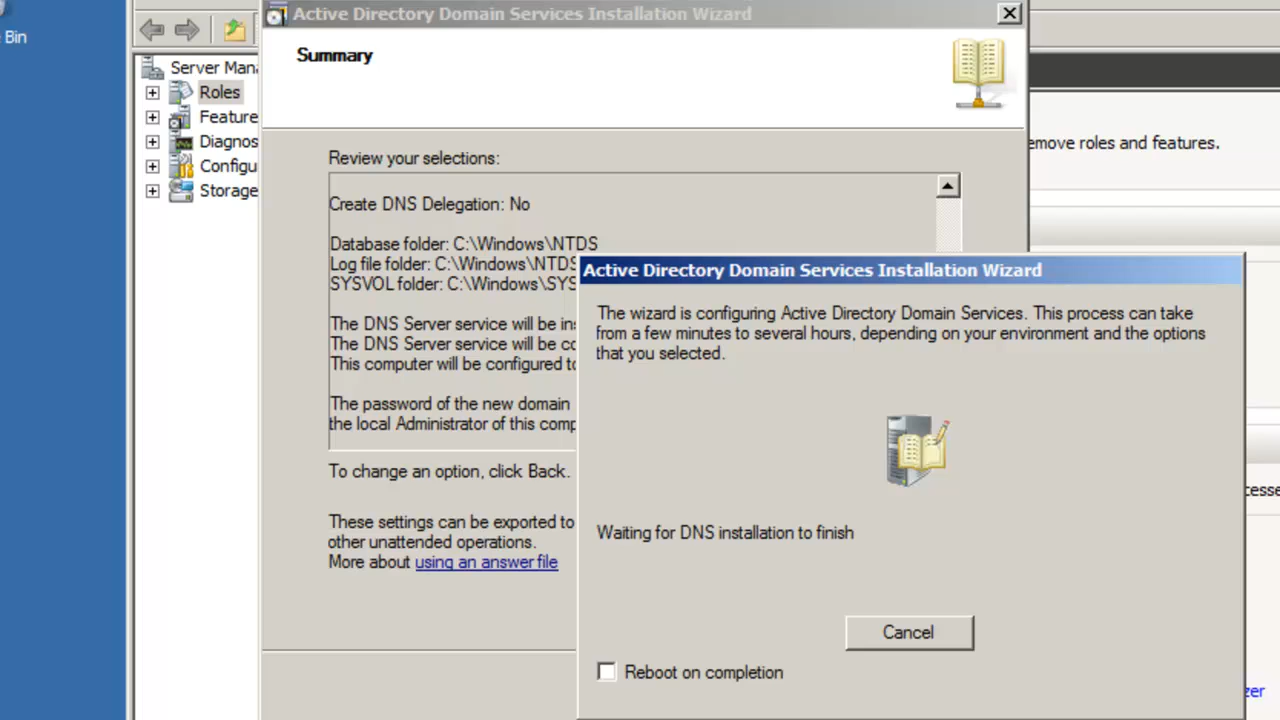 Bin
Active Directory Domain Services Installation Wizard
Summary
Server Man
Roles
Feature
Diagnos
Configu
Storage
emove roles and features.
Review your selections:
Create DNS Delegation: No
Database folder: C:\Windows\NTDS
Log file folder: C:\Windows\NTDS
SYSVOL folder: C:\Windows\SYS
The DNS Server service will be ins
The DNS Server service will be co
This computer will be configured to
The password of the new domain
the local Administrator of this comp
To change an option, click Back.
These settings can be exported to
other unattended operations.
More about using an answer file
Active Directory Domain Services Installation Wizard
The wizard is configuring Active Directory Domain Services. This process can take
from a few minutes to several hours, depending on your environment and the options
that you selected.
Waiting for DNS installation to finish
Cancel
Reboot on completion
cesse
zer